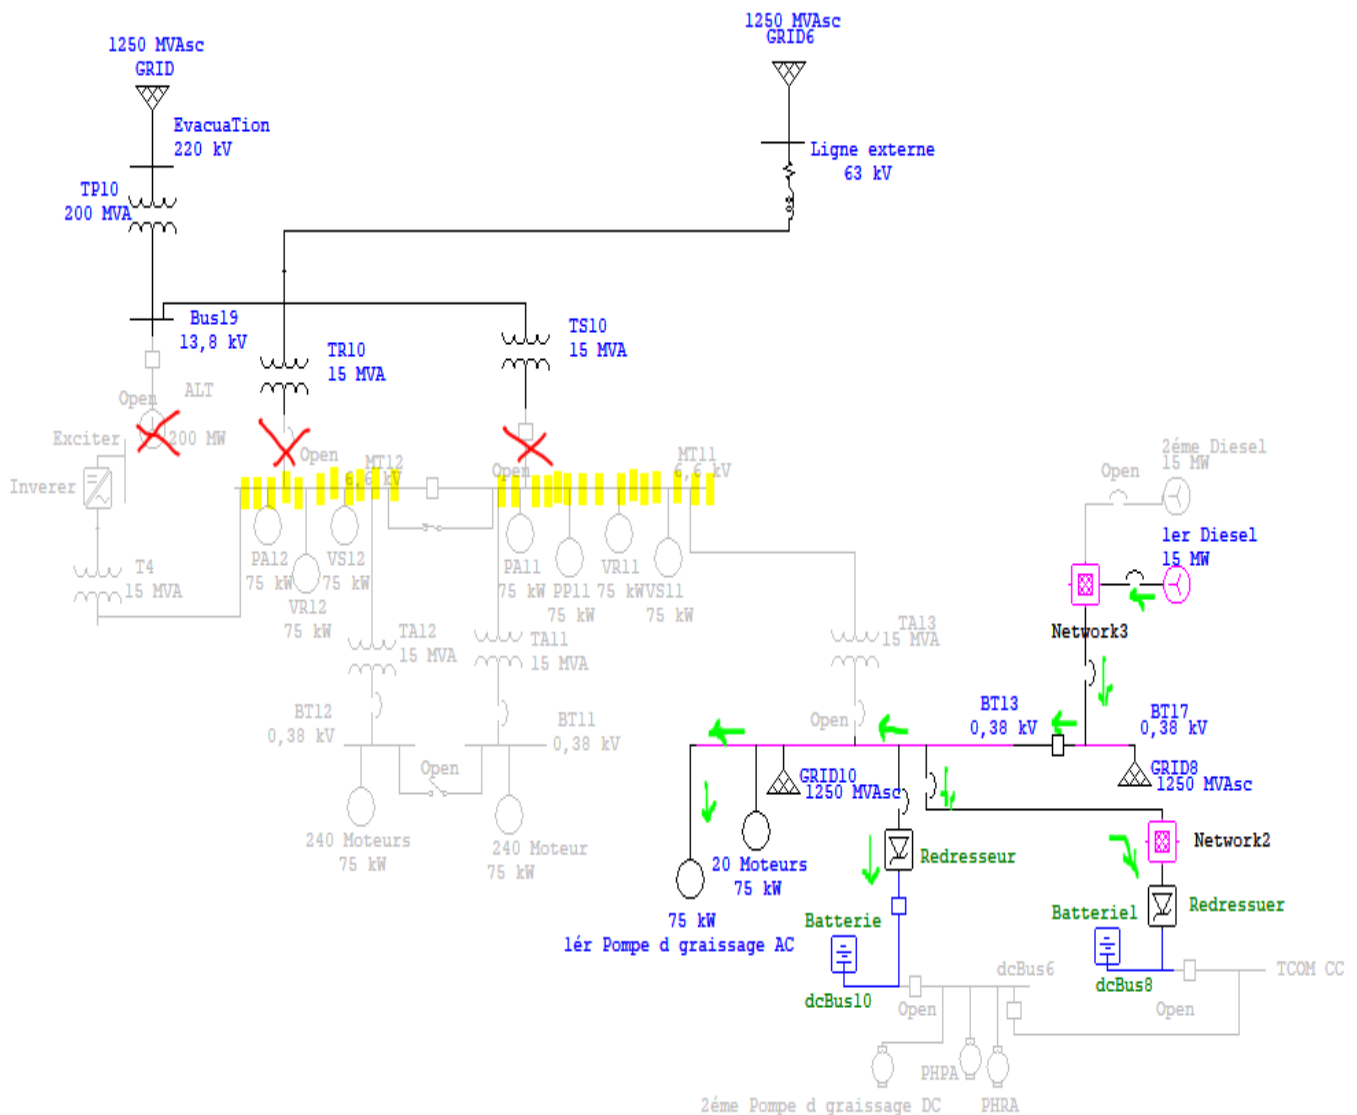 1250 MVAsc
GRID
1250 MVAsc
GRID6
EvacuaTion
220 kV
Ligne externe
63 kV
TP10
200 MVA
Bus19
13,8 kV
TR10
15 MVA
TS10
15 MVA
ALT
Open
200 MW
Exciter
Inverer
Open
MT12
6,6 kV
Open
MT11
6,6 kV
2éme Diesel
15 MW
Open
1er Diesel
15 MW
Network3
T4
15 MVA
PA12
75 kW
VS12
75 kW
VR12
75 kW
PA11
75 kW
PP11
75 kW
VR11
75 kW
VS11
75 kW
TA12
15 MVA
TA11
15 MVA
TA13
15 MVA
BT12
0,38 kV
BT11
0,38 kV
Open
Open
BT13
0,38 kV
BT17
0,38 kV
GRID10
1250 MVAsc
GRID8
1250 MVAsc
240 Moteurs
75 kW
240 Moteur
75 kW
20 Moteurs
75 kW
Redresseur
Network2
75 kW
1ér Pompe d graissage AC
Batterie
Batterie1
Redressuer
dcBus10
dcBus6
dcBus8
TCOM CC
Open
Open
PHPA
2éme Pompe d graissage DC
PHRA